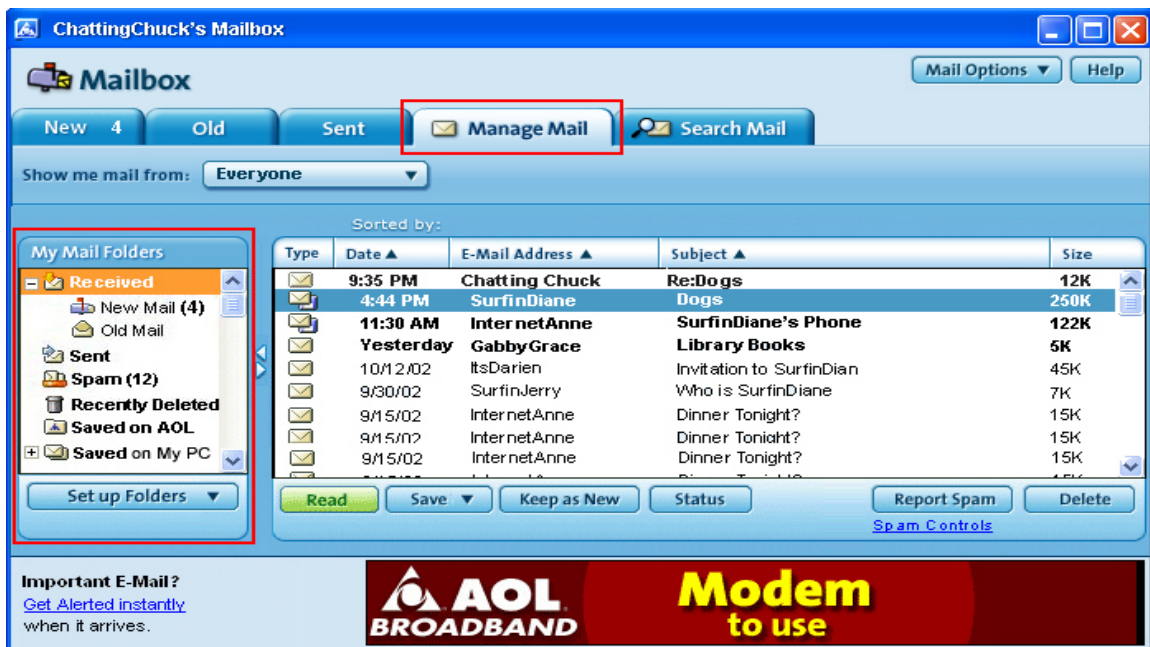 ChattingChuck's Mailbox
Mailbox
Mail Options Help
New 4 Old Sent Manage Mail Search Mail
Show me mail from: Everyone
Sorted by:
My Mail Folders
Received
New Mail (4)
Old Mail
Sent
Spam (12)
Recently Deleted
Saved on AOL
Saved on My PC
Set up Folders
Type Date E-Mail Address Subject Size
9:35 PM Chatting Chuck Re:Dogs 12K
4:44 PM SurfinDiane Dogs 250K
11:30 AM InternetAnne SurfinDiane's Phone 122K
Yesterday GabbyGrace Library Books 5K
10/12/02 ItsDarien Invitation to SurfinDian 45K
9/30/02 SurfinJerry Who is SurfinDiane 7K
9/15/02 InternetAnne Dinner Tonight? 15K
9/15/02 InternetAnne Dinner Tonight? 15K
9/15/02 InternetAnne Dinner Tonight? 15K
Read Save Keep as New Status Report Spam Delete
Spam Controls
Important E-Mail?
Get Alerted instantly
when it arrives.
AOL
BROADBAND
Modem
to use